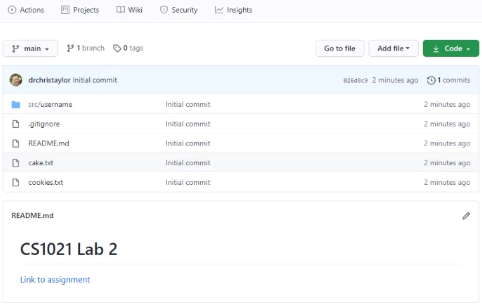 Actions Projects Wiki Security Insights
main 1 branch 0 tags Go to file Add file Code
drchristaylor Initial commit 026d8c9 2 minutes ago 1 commits
src/username Initial commit 2 minutes ago
.gitignore Initial commit 2 minutes ago
README.md Initial commit 2 minutes ago
cake.txt Initial commit 2 minutes ago
cookies.txt Initial commit 2 minutes ago
README.md
CS1021 Lab 2
Link to assignment